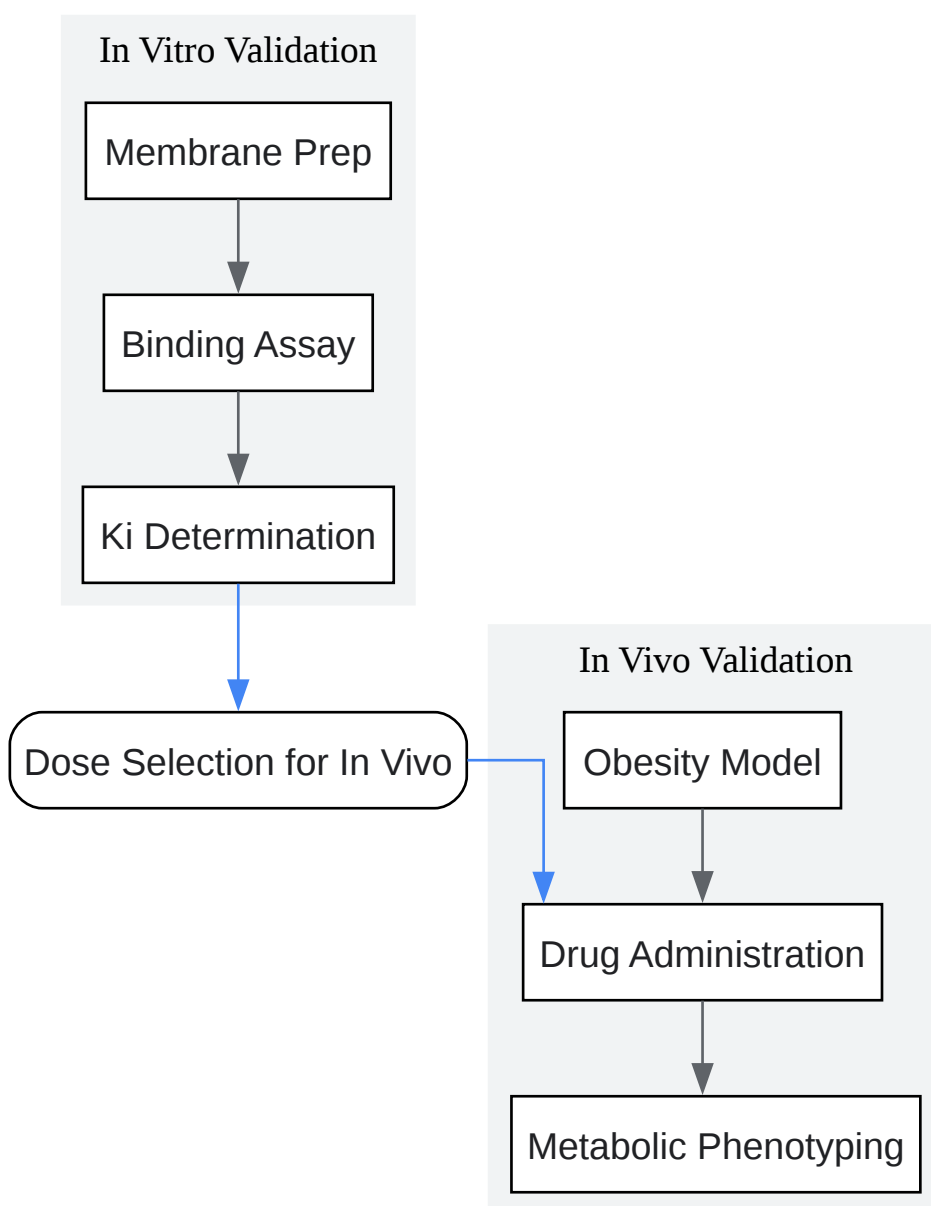 In Vitro Validation
Membrane Prep
Binding Assay
Ki Determination
Dose Selection for In Vivo
In Vivo Validation
Obesity Model
Drug Administration
Metabolic Phenotyping